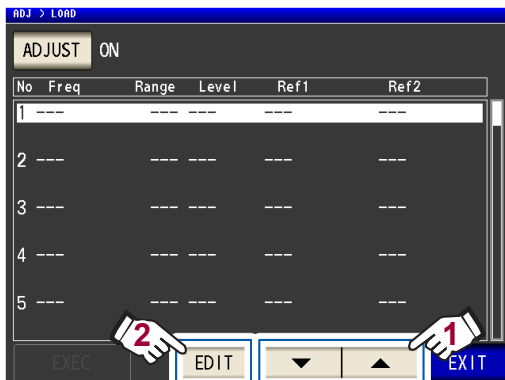 ADJ > LOAD
ADJUST ON
No Freq Range Level Ref1 Ref2
1 --- --- --- --- ---
2 --- --- --- --- ---
3 --- --- --- --- ---
4 --- --- --- --- ---
5 --- --- --- --- ---
2 1
EXEC EDIT ▼ ▲ EXIT